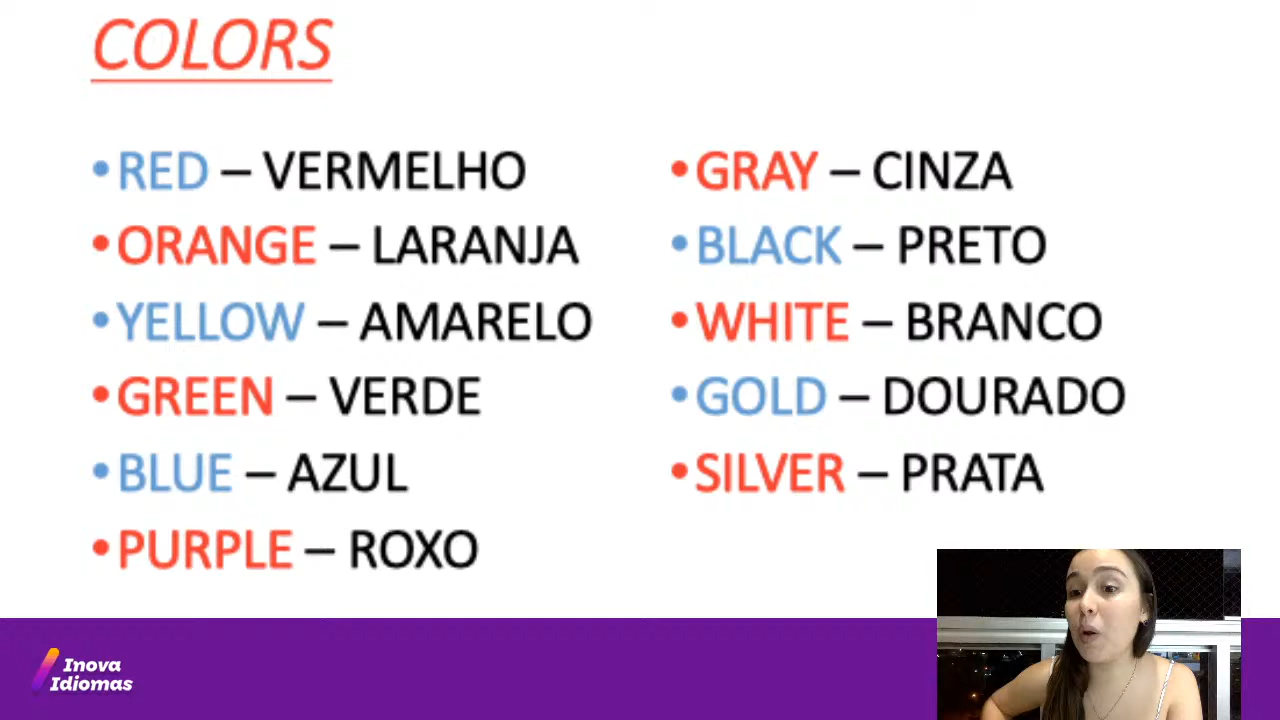 COLORS
•RED – VERMELHO
•ORANGE – LARANJA
•YELLOW – AMARELO
•GREEN – VERDE
•BLUE – AZUL
•PURPLE – ROXO
•GRAY – CINZA
•BLACK – PRETO
•WHITE – BRANCO
•GOLD – DOURADO
•SILVER – PRATA
Inova
Idiomas